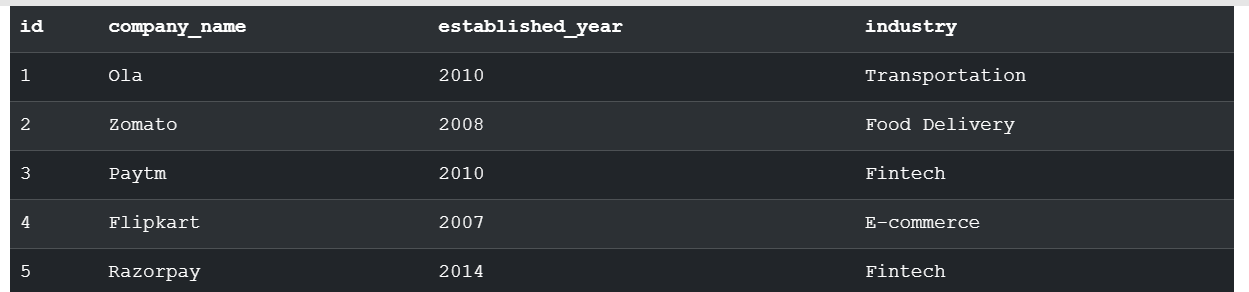 id company_name established_year industry
1 Ola 2010 Transportation
2 Zomato 2008 Food Delivery
3 Paytm 2010 Fintech
4 Flipkart 2007 E-commerce
5 Razorpay 2014 Fintech